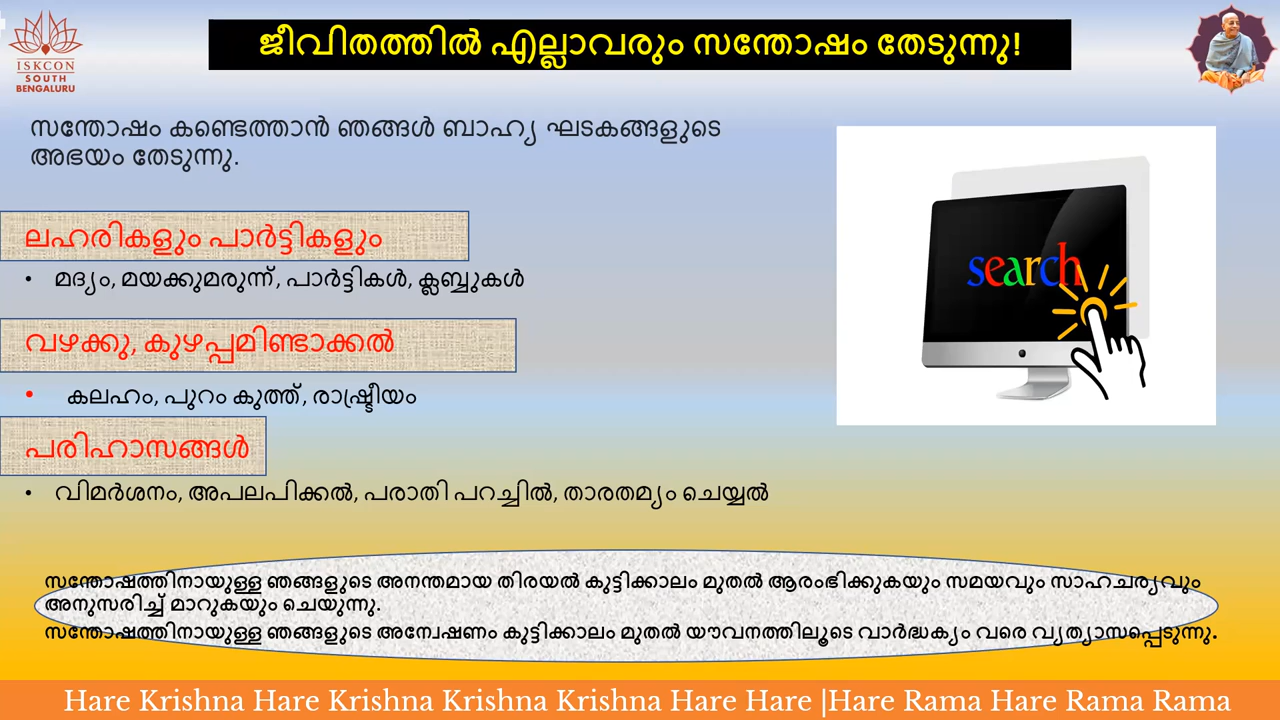 ജീവിതത്തിൽ എല്ലാവരും സന്തോഷം തേടുന്നു!
ISKCON
SOUTH
BENGALURU
സന്തോഷം കണ്ടെത്താൻ ഞങ്ങൾ ബാഹ്യ ഘടകങ്ങളുടെ
അഭയം തേടുന്നു.
search
ലഹരികളും പാർട്ടികളും
• മദ്യം, മയക്കുമരുന്ന്, പാർട്ടികൾ, ക്ലബ്ബുകൾ
വഴക്കു, കുഴപ്പമിണ്ടാക്കൽ
• കലഹം, പുറം കുത്ത്, രാഷ്ട്രീയം
പരിഹാസങ്ങൾ
• വിമർശനം, അപലപിക്കൽ, പരാതി പറച്ചിൽ, താരതമ്യം ചെയ്യൽ
സന്തോഷത്തിനായുള്ള ഞങ്ങളുടെ അനന്തമായ തിരയൽ കുട്ടിക്കാലം മുതൽ ആരംഭിക്കുകയും സമയവും സാഹചര്യവും
അനുസരിച്ച് മാറുകയും ചെയുന്നു.
സന്തോഷത്തിനായുള്ള ഞങ്ങളുടെ അന്വേഷണം കുട്ടിക്കാലം മുതൽ യൗവനത്തിലൂടെ വാർദ്ധക്യം വരെ വ്യത്യാസപ്പെടുന്നു.
Hare Krishna Hare Krishna Krishna Krishna Hare Hare |Hare Rama Hare Rama Rama